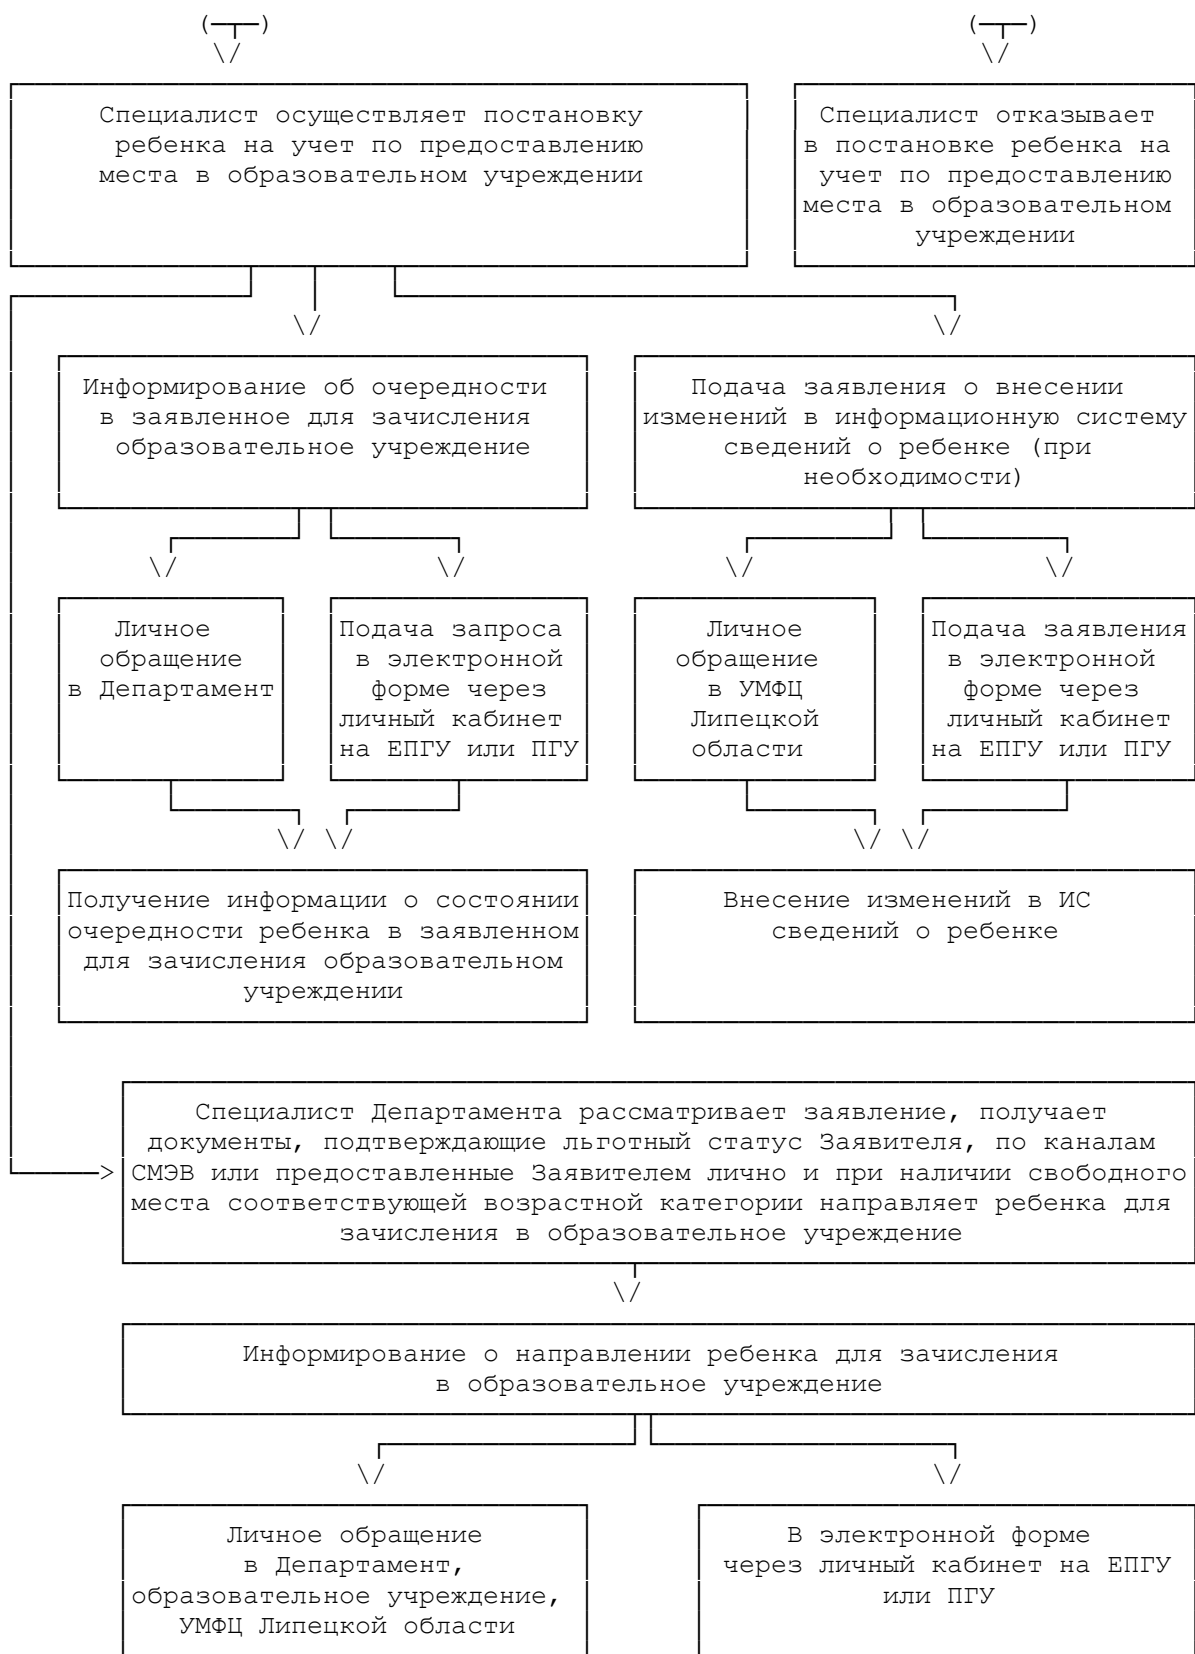 Специалист осуществляет постановку
ребенка на учет по предоставлению
места в образовательном учреждении
Специалист отказывает
в постановке ребенка на
учет по предоставлению
места в образовательном
учреждении
Информирование об очередности
в заявленное для зачисления
образовательное учреждение
Подача заявления о внесении
изменений в информационную систему
сведений о ребенке (при
необходимости)
Личное
обращение
в Департамент
Подача запроса
в электронной
форме через
личный кабинет
на ЕПГУ или ПГУ
Личное
обращение
в УМФЦ
Липецкой
области
Подача заявления
в электронной
форме через
личный кабинет
на ЕПГУ или ПГУ
Получение информации о состоянии
очередности ребенка в заявленном
для зачисления образовательном
учреждении
Внесение изменений в ИС
сведений о ребенке
Специалист Департамента рассматривает заявление, получает
документы, подтверждающие льготный статус Заявителя, по каналам
СМЭВ или предоставленные Заявителем лично и при наличии свободного
места соответствующей возрастной категории направляет ребенка для
зачисления в образовательное учреждение
Информирование о направлении ребенка для зачисления
в образовательное учреждение
Личное обращение
в Департамент,
образовательное учреждение,
УМФЦ Липецкой области
В электронной форме
через личный кабинет на ЕПГУ
или ПГУ